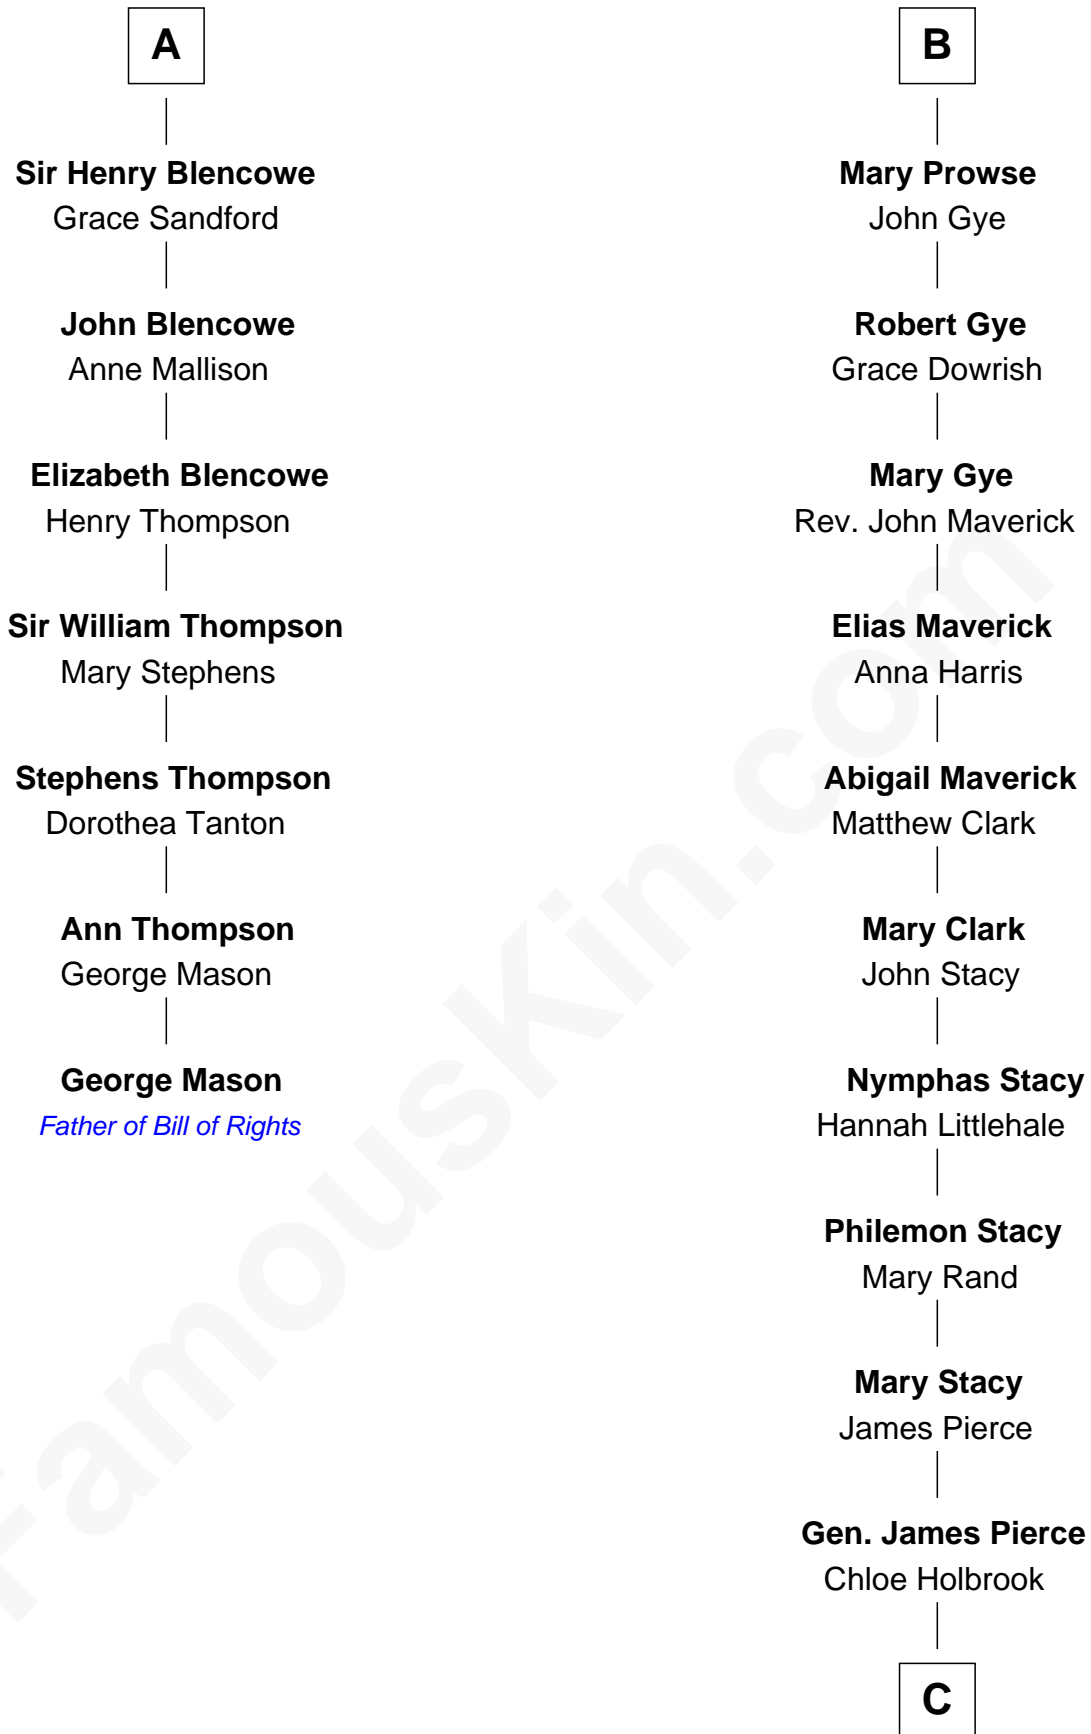 A
Sir Henry Blencowe
Grace Sandford
John Blencowe
Anne Mallison
Elizabeth Blencowe
Henry Thompson
Sir William Thompson
Mary Stephens
Stephens Thompson
Dorothea Tanton
Ann Thompson
George Mason
George Mason
Father of Bill of Rights
B
Mary Prowse
John Gye
Robert Gye
Grace Dowrish
Mary Gye
Rev. John Maverick
Elias Maverick
Anna Harris
Abigail Maverick
Matthew Clark
Mary Clark
John Stacy
Nymphas Stacy
Hannah Littlehale
Philemon Stacy
Mary Rand
Mary Stacy
James Pierce
Gen. James Pierce
Chloe Holbrook
C
FamousKin.com